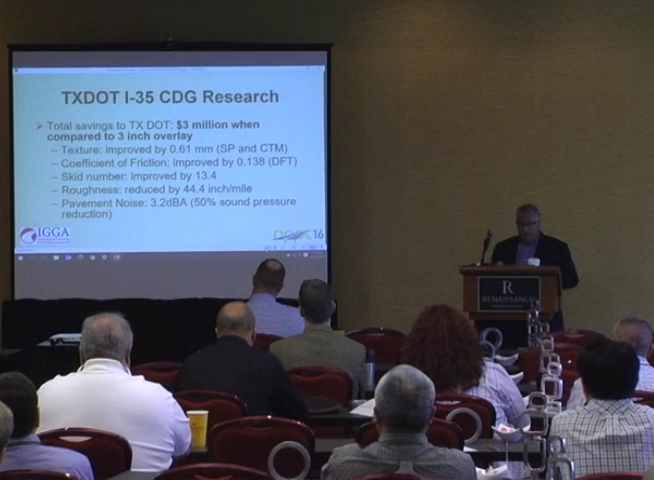 TXDOT I-35 CDG Research
➢ Total savings to TX DOT: $3 million when
compared to 3 inch overlay
– Texture: improved by 0.61 mm (SP and CTM)
– Coefficient of Friction: improved by 0.138 (DFT)
– Skid number: improved by 13.4
– Roughness: reduced by 44.4 inch/mile
– Pavement Noise: 3.2dBA (50% sound pressure
reduction)
IGGA
16
R
RENAISSANCE